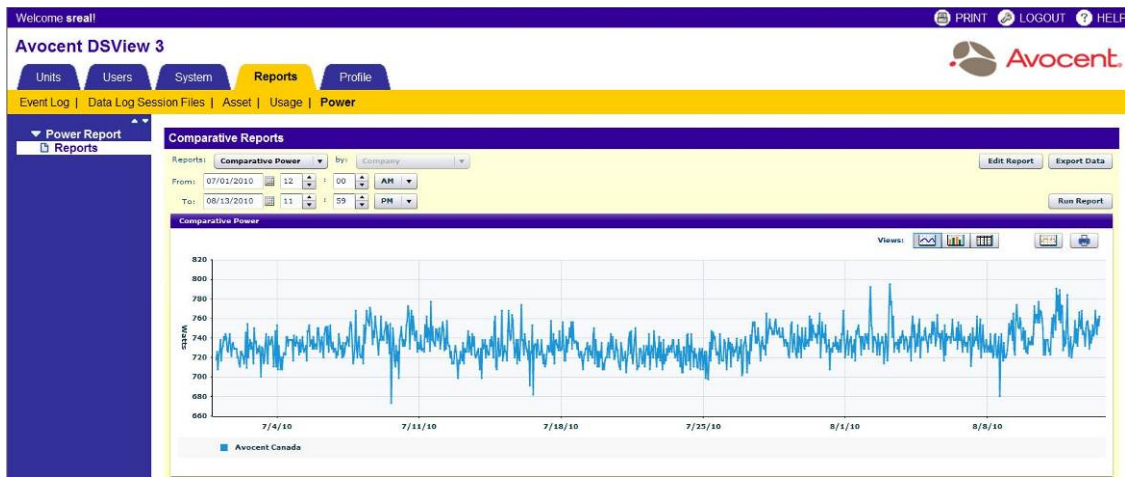 Welcome sreal!
PRINT LOGOUT ? HELP
Avocent DSView 3
Avocent.
Units Users System Reports Profile
Event Log | Data Log Session Files | Asset | Usage | Power
Power Report
Reports
Comparative Reports
Reports: Comparative Power by: Company
Edit Report Export Data
From: 07/01/2010 12 : 00 AM
To: 08/13/2010 11 : 59 PM
Run Report
Comparative Power
Views:
820
800
780
760
740
720
700
680
660
Watts
7/4/10 7/11/10 7/18/10 7/25/10 8/1/10 8/8/10
Avocent Canada